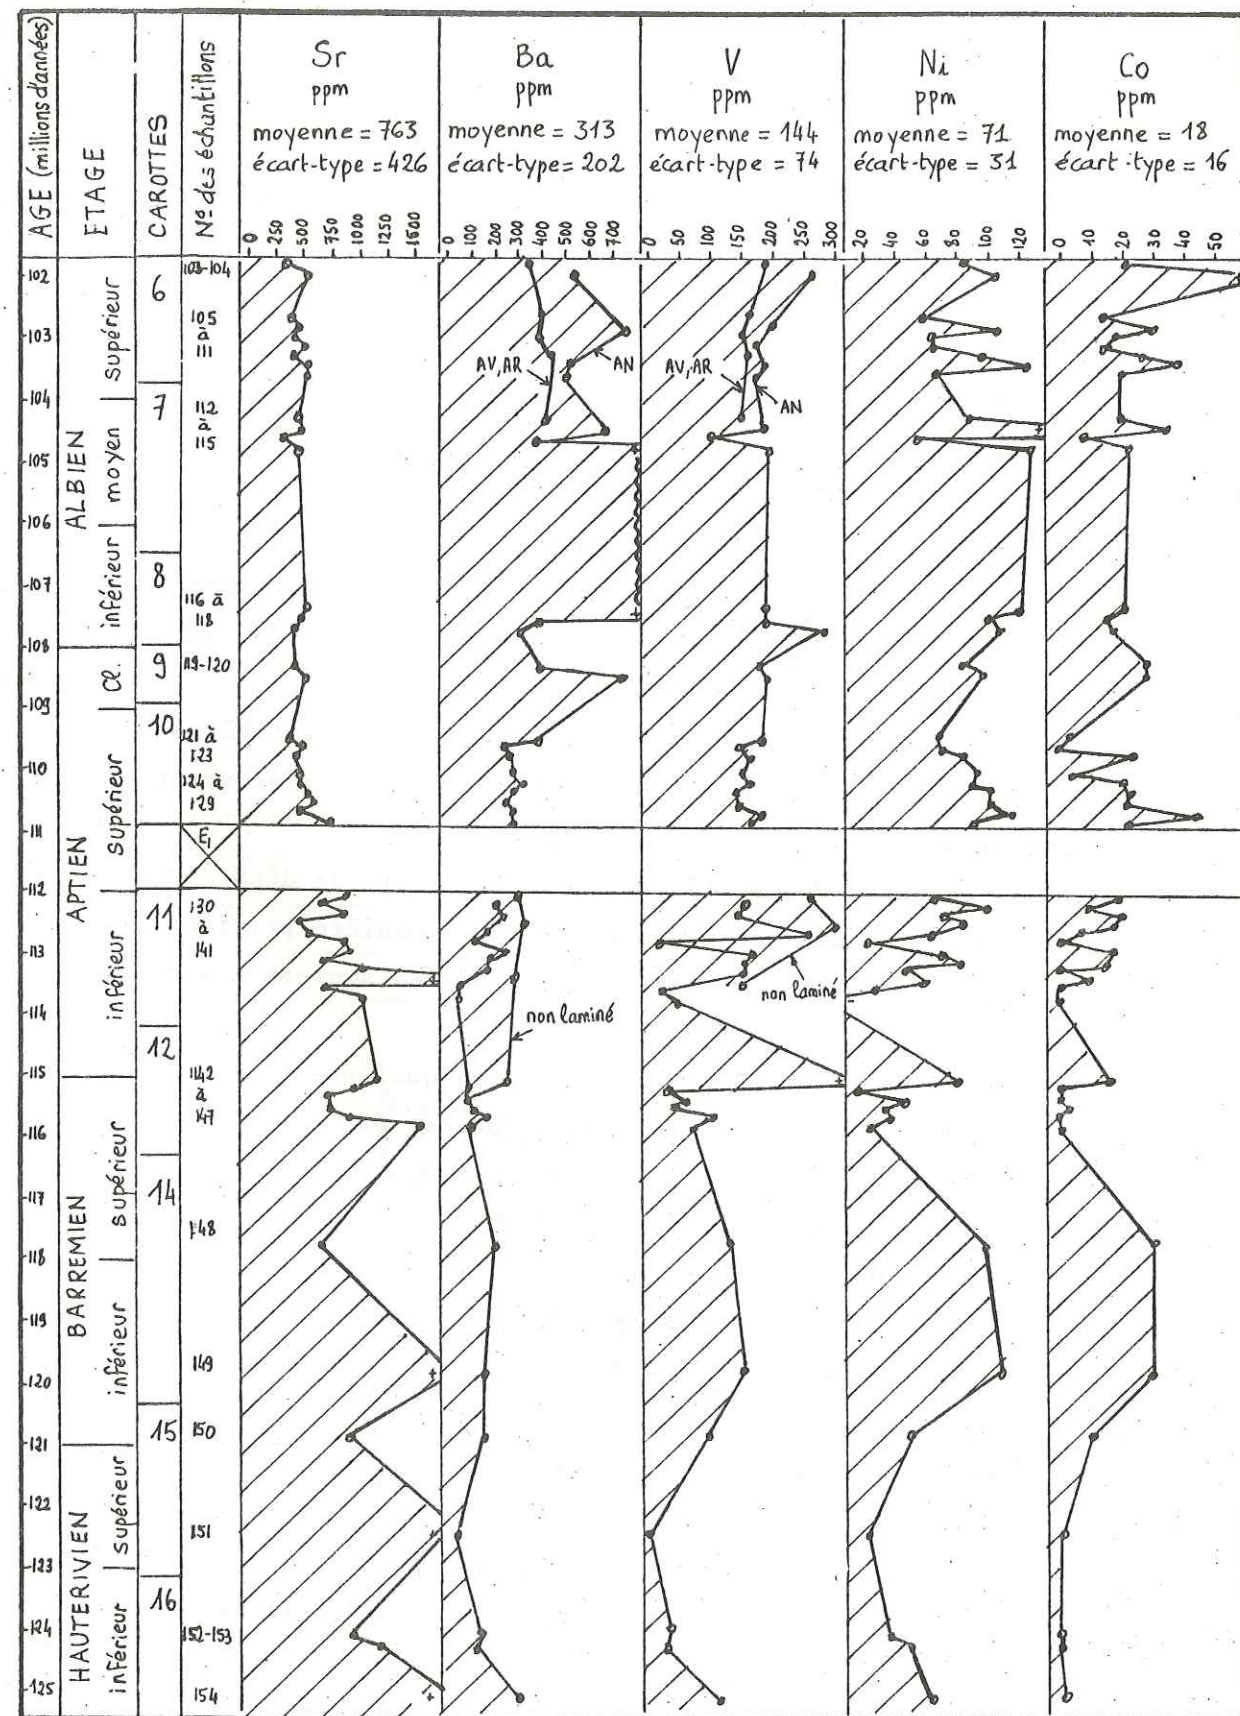 AGE (millions d'années)
ETAGE
CAROTTES
N° des échantillons
Sr
ppm
moyenne = 763
écart-type = 426
0 250 500 750 1000 1250 1500
Ba
ppm
moyenne = 313
écart-type = 202
0 100 200 300 400 500 600 700
V
ppm
moyenne = 144
écart-type = 74
0 50 100 150 200 250 300
Ni
ppm
moyenne = 71
écart-type = 31
20 40 60 80 100 120
Co
ppm
moyenne = 18
écart-type = 16
0 10 20 30 40 50
-102
-103
-104
-105
-106
-107
-108
-109
-110
-111
-112
-113
-114
-115
-116
-117
-118
-119
-120
-121
-122
-123
-124
-125
ALBIEN
supérieur
moyen
inférieur
APTIEN
Cl.
supérieur
inférieur
BARREMIEN
supérieur
inférieur
HAUTERIVIEN
supérieur
inférieur
6
7
8
9
10
11
12
14
15
16
103-104
105
à
111
112
à
115
116 à
118
119-120
121 à
123
124 à
129
E1
130
à
141
142
à
147
148
149
150
151
152-153
154
AV, AR
AN
AV, AR
AN
non laminé
non laminé